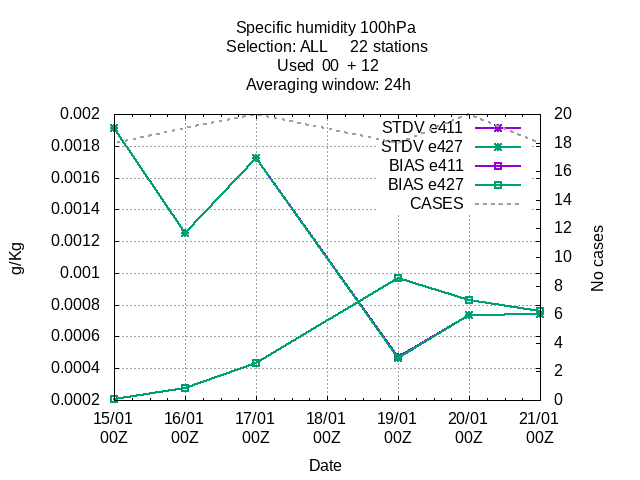 Specific humidity 100hPa
Selection: ALL     22 stations
Used  00  + 12
Averaging window: 24h
0.002
0.0018
0.0016
0.0014
0.0012
0.001
0.0008
0.0006
0.0004
0.0002
g/Kg
STDV e411
STDV e427
BIAS e411
BIAS e427
CASES
20
18
16
14
12
10
8
6
4
2
0
No cases
15/01 16/01 17/01 18/01 19/01 20/01 21/01
00Z 00Z 00Z 00Z 00Z 00Z 00Z
Date